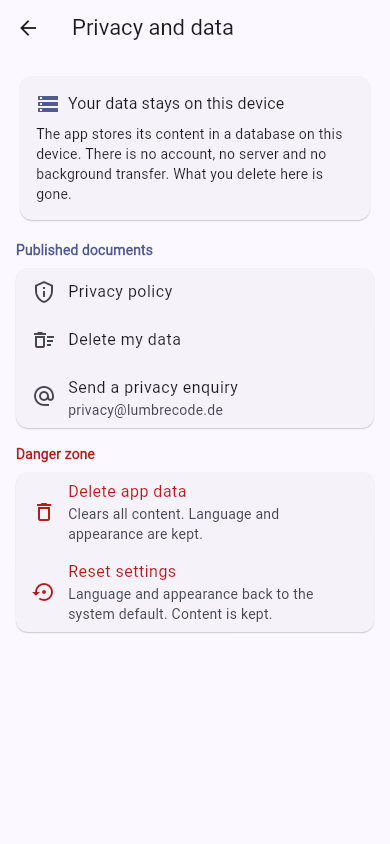 Privacy and data
Your data stays on this device
The app stores its content in a database on this
device. There is no account, no server and no
background transfer. What you delete here is
gone.
Published documents
Privacy policy
Delete my data
Send a privacy enquiry
privacy@lumbrecode.de
Danger zone
Delete app data
Clears all content. Language and
appearance are kept.
Reset settings
Language and appearance back to the
system default. Content is kept.